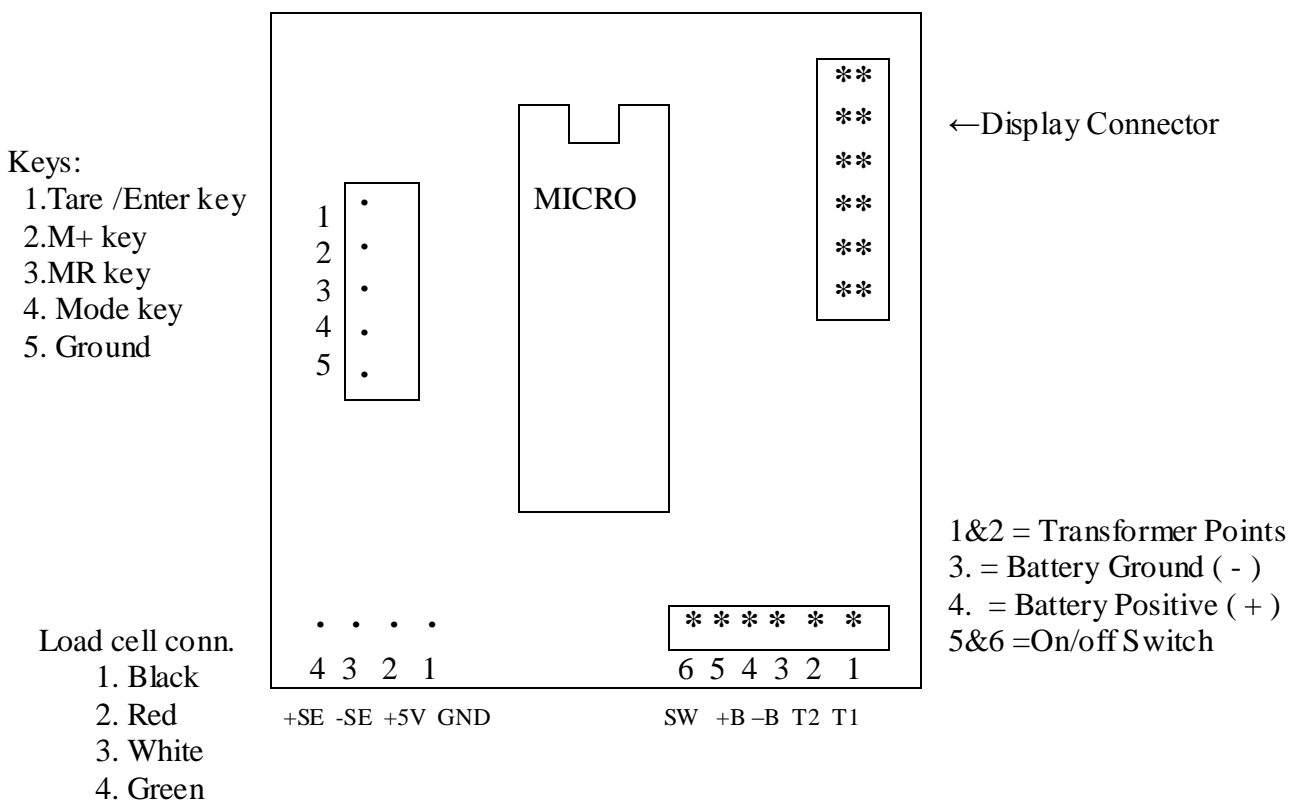 **
**
←Display Connector
**
**
**
**
Keys:
1.Tare /Enter key
2.M+ key
3.MR key
4. Mode key
5. Ground
1
2
3
4
5
MICRO
1&2 = Transformer Points
3. = Battery Ground ( - )
4. = Battery Positive ( + )
5&6 =On/off Switch
Load cell conn.
1. Black
2. Red
3. White
4. Green
4 3 2 1
+SE -SE +5V GND
* * * * * *
6 5 4 3 2 1
SW +B –B T2 T1